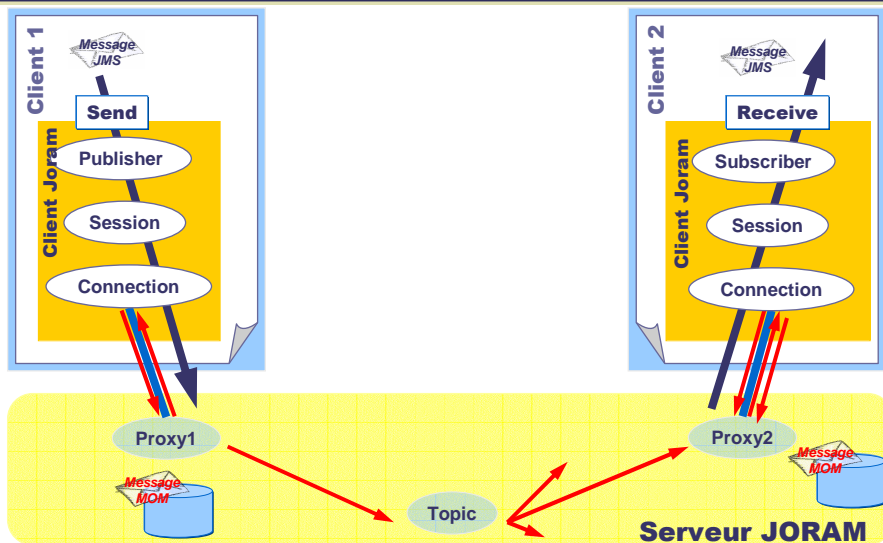 Client 1
Message
JMS
Send
Client Joram
Publisher
Session
Connection
Client 2
Message
JMS
Receive
Client Joram
Subscriber
Session
Connection
Proxy1
Message
MOM
Topic
Proxy2
Message
MOM
Serveur JORAM